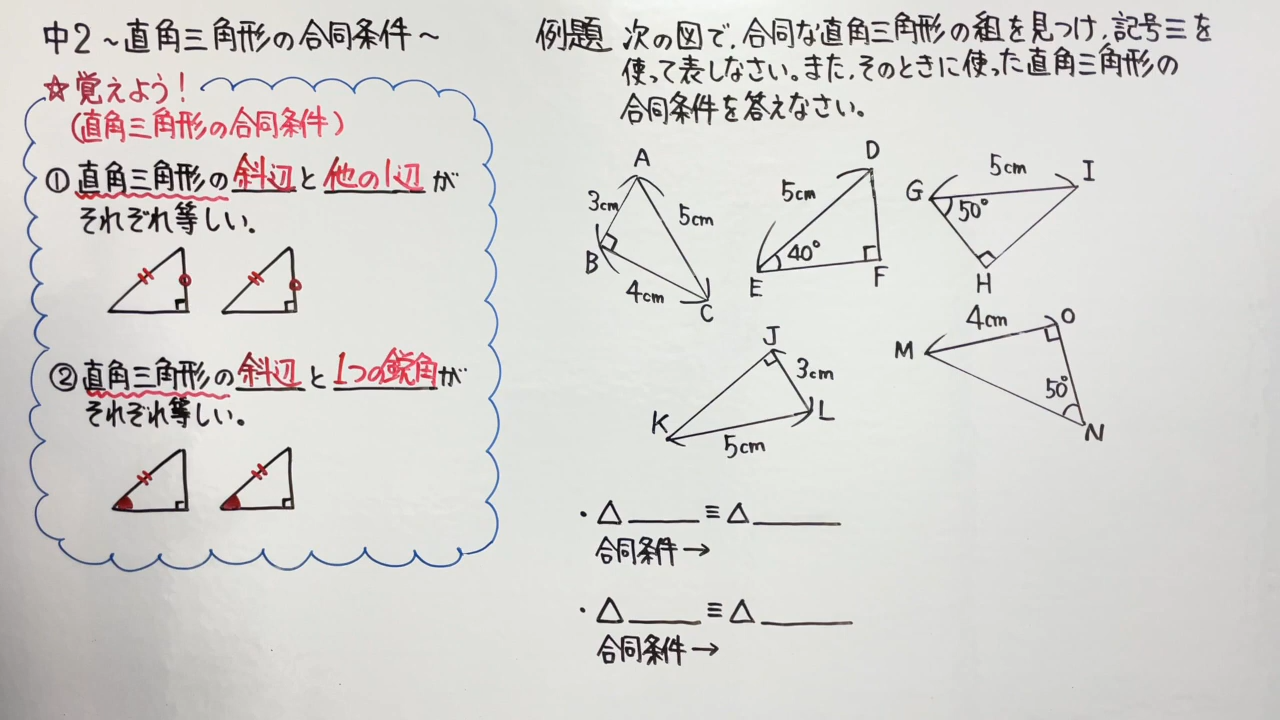 中2~直角三角形の合同条件~
☆覚えよう!
(直角三角形の合同条件)
①直角三角形の斜辺と他の1辺が
それぞれ等しい。
②直角三角形の斜辺と1つの鋭角が
それぞれ等しい。
例題 次の図で,合同な直角三角形の組を見つけ,記号≡を
使って表しなさい。また,そのときに使った直角三角形の
合同条件を答えなさい。
A
3cm
5cm
B
4cm
C
D
5cm
40°
E
F
G
5cm
I
50°
H
J
3cm
K
L
5cm
4cm
O
M
50°
N
・△____≡△____
合同条件→
・△____≡△____
合同条件→